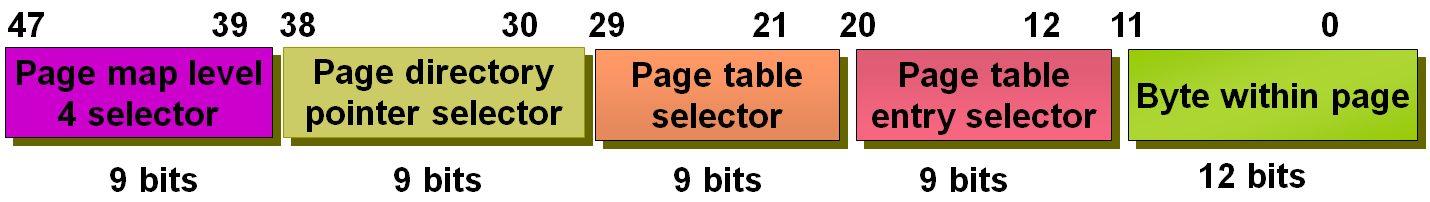 47 39 38 30 29 21 20 12 11 0
Page map level
4 selector
Page directory
pointer selector
Page table
selector
Page table
entry selector
Byte within page
9 bits 9 bits 9 bits 9 bits 12 bits